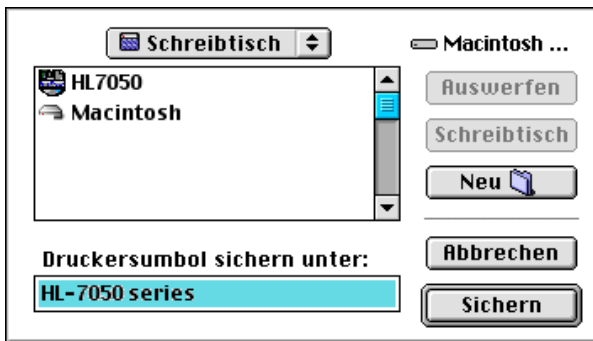 Schreibtisch
Macintosh ...
HL7050
Macintosh
Auswerfen
Schreibtisch
Neu
Druckersumbol sichern unter:
HL-7050 series
Abbrechen
Sichern